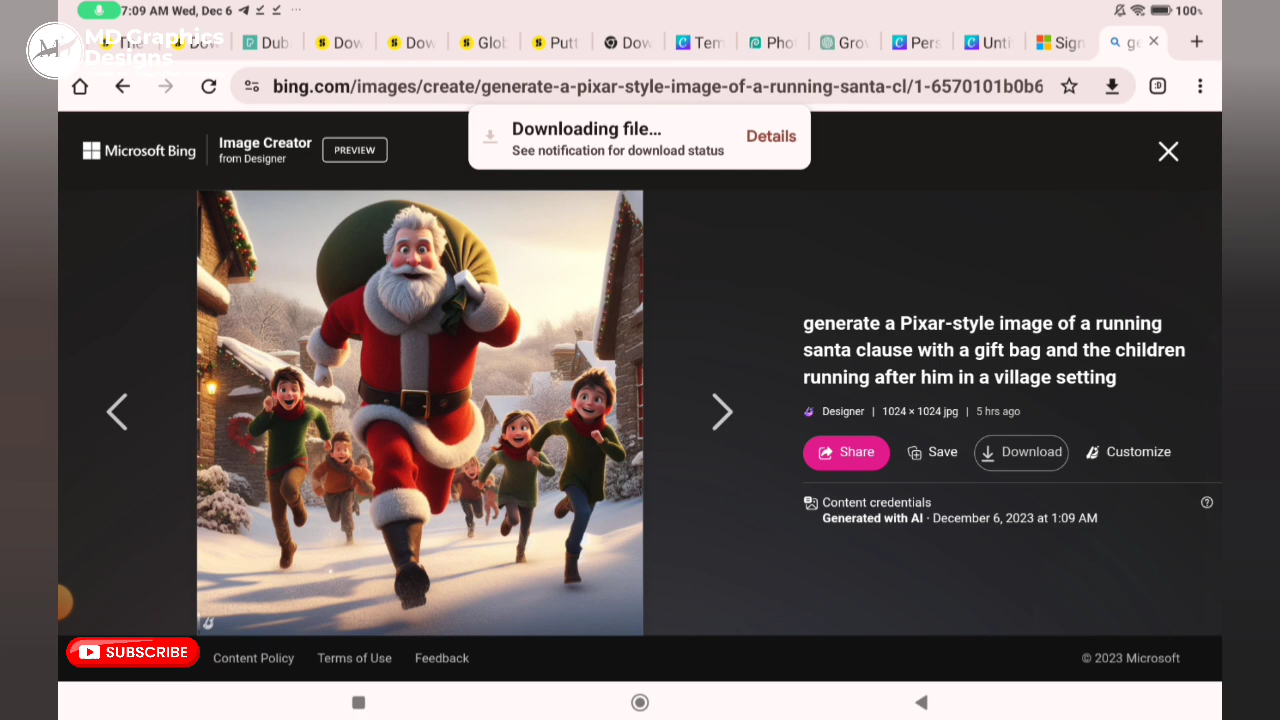 7:09 AM Wed, Dec 6
100%
MD Graphics
Designs
The
Dow
Dub
Dow
Dow
Glob
Putt
Dow
Tem
Pho
Gro
Pers
Unti
Sign
ge
bing.com/images/create/generate-a-pixar-style-image-of-a-running-santa-cl/1-6570101b0b6
Downloading file...
See notification for download status
Details
Microsoft Bing
Image Creator
from Designer
PREVIEW
generate a Pixar-style image of a running
santa clause with a gift bag and the children
running after him in a village setting
Designer | 1024 × 1024 jpg | 5 hrs ago
Share
Save
Download
Customize
Content credentials
Generated with AI · December 6, 2023 at 1:09 AM
SUBSCRIBE
Content Policy
Terms of Use
Feedback
© 2023 Microsoft